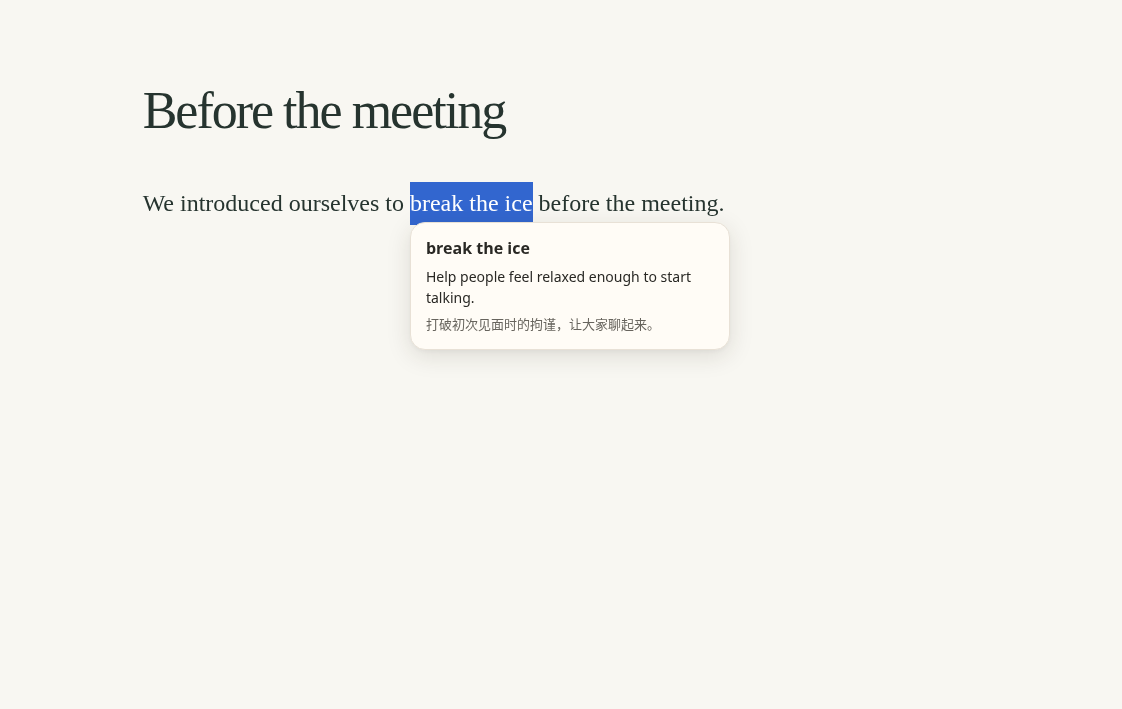 Before the meeting
We introduced ourselves to break the ice before the meeting.
break the ice
Help people feel relaxed enough to start
talking.
打破初次见面时的拘谨，让大家聊起来。